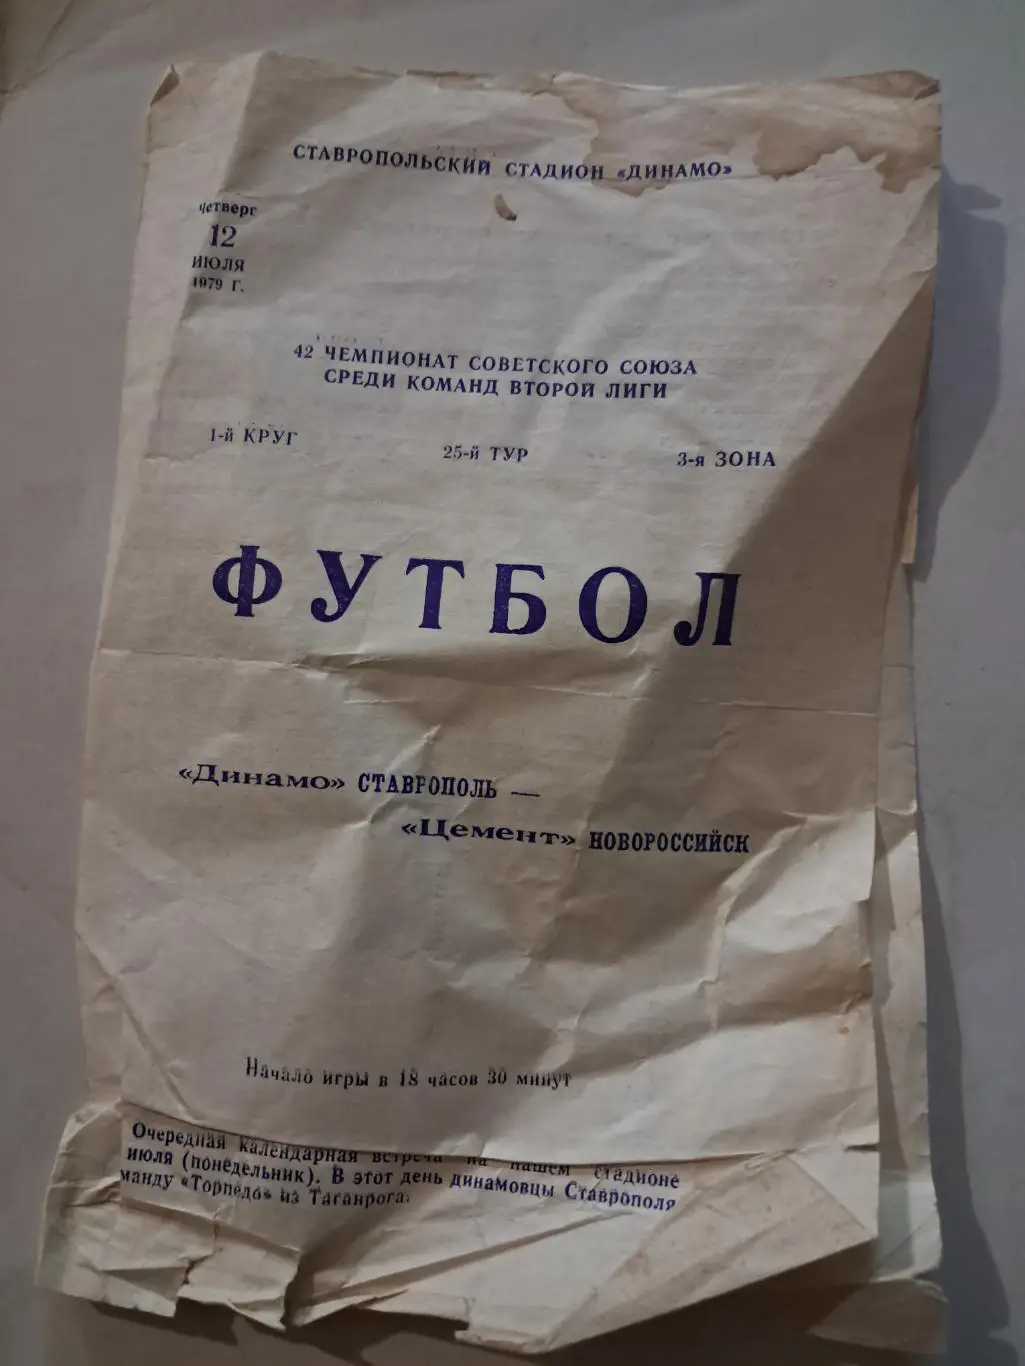 СТАВРОПОЛЬСКИЙ СТАДИОН «ДИНАМО»
четверг
12
ИЮЛЯ
1979 Г.
42 ЧЕМПИОНАТ СОВЕТСКОГО СОЮЗА
СРЕДИ КОМАНД ВТОРОЙ ЛИГИ
1-й КРУГ
25-й ТУР
3-я ЗОНА
ФУТБОЛ
«Динамо» СТАВРОПОЛЬ —
«Цемент» НОВОРОССИЙСК
Начало игры в 18 часов 30 минут
Очередная календарная встреча на нашем стадионе
июля (понедельник). В этот день динамовцы Ставрополя
манду «Торпедо» из Таганрога.